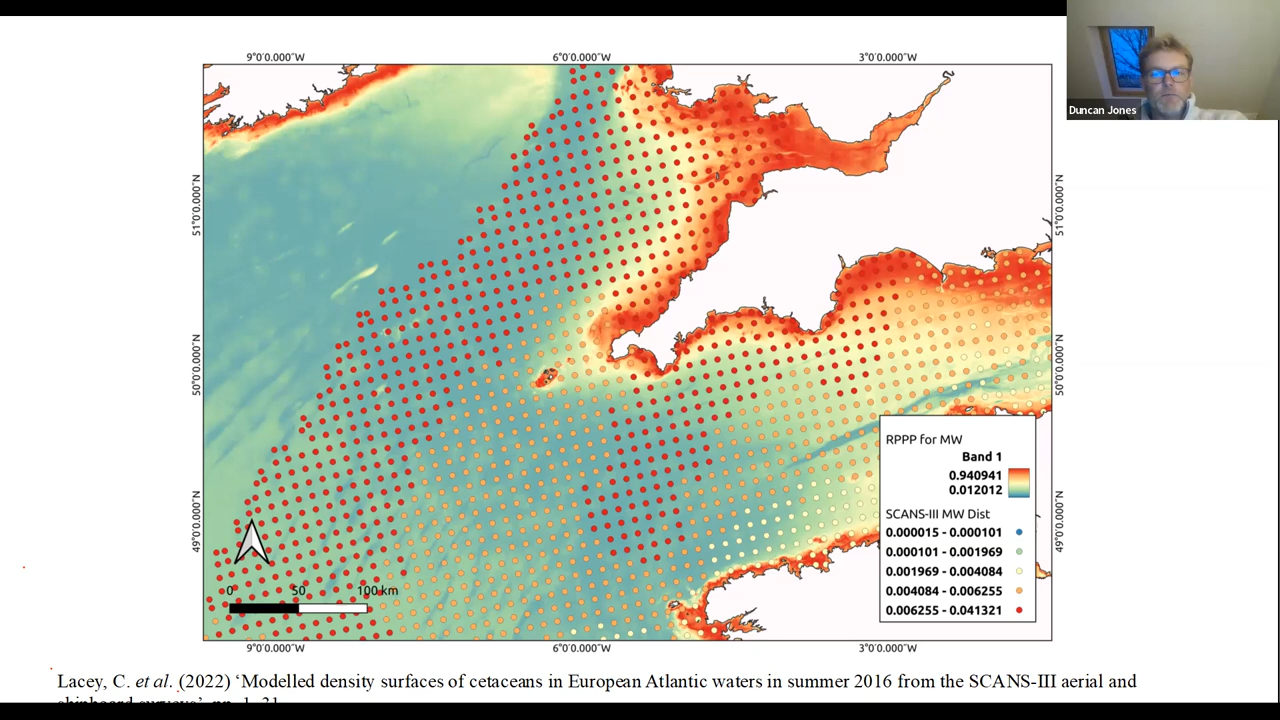 Duncan Jones
9°0'0.000"W 6°0'0.000"W 3°0'0.000"W
51°0'0.000"N
51°0'0.000"N
50°0'0.000"N
50°0'0.000"N
49°0'0.000"N
49°0'0.000"N
RPPP for MW
Band 1
0.940941
0.012012
SCANS-III MW Dist
0.000015 - 0.000101
0.000101 - 0.001969
0.001969 - 0.004084
0.004084 - 0.006255
0.006255 - 0.041321
0 50 100 km
9°0'0.000"W 6°0'0.000"W 3°0'0.000"W
Lacey, C. et al. (2022) ‘Modelled density surfaces of cetaceans in European Atlantic waters in summer 2016 from the SCANS-III aerial and